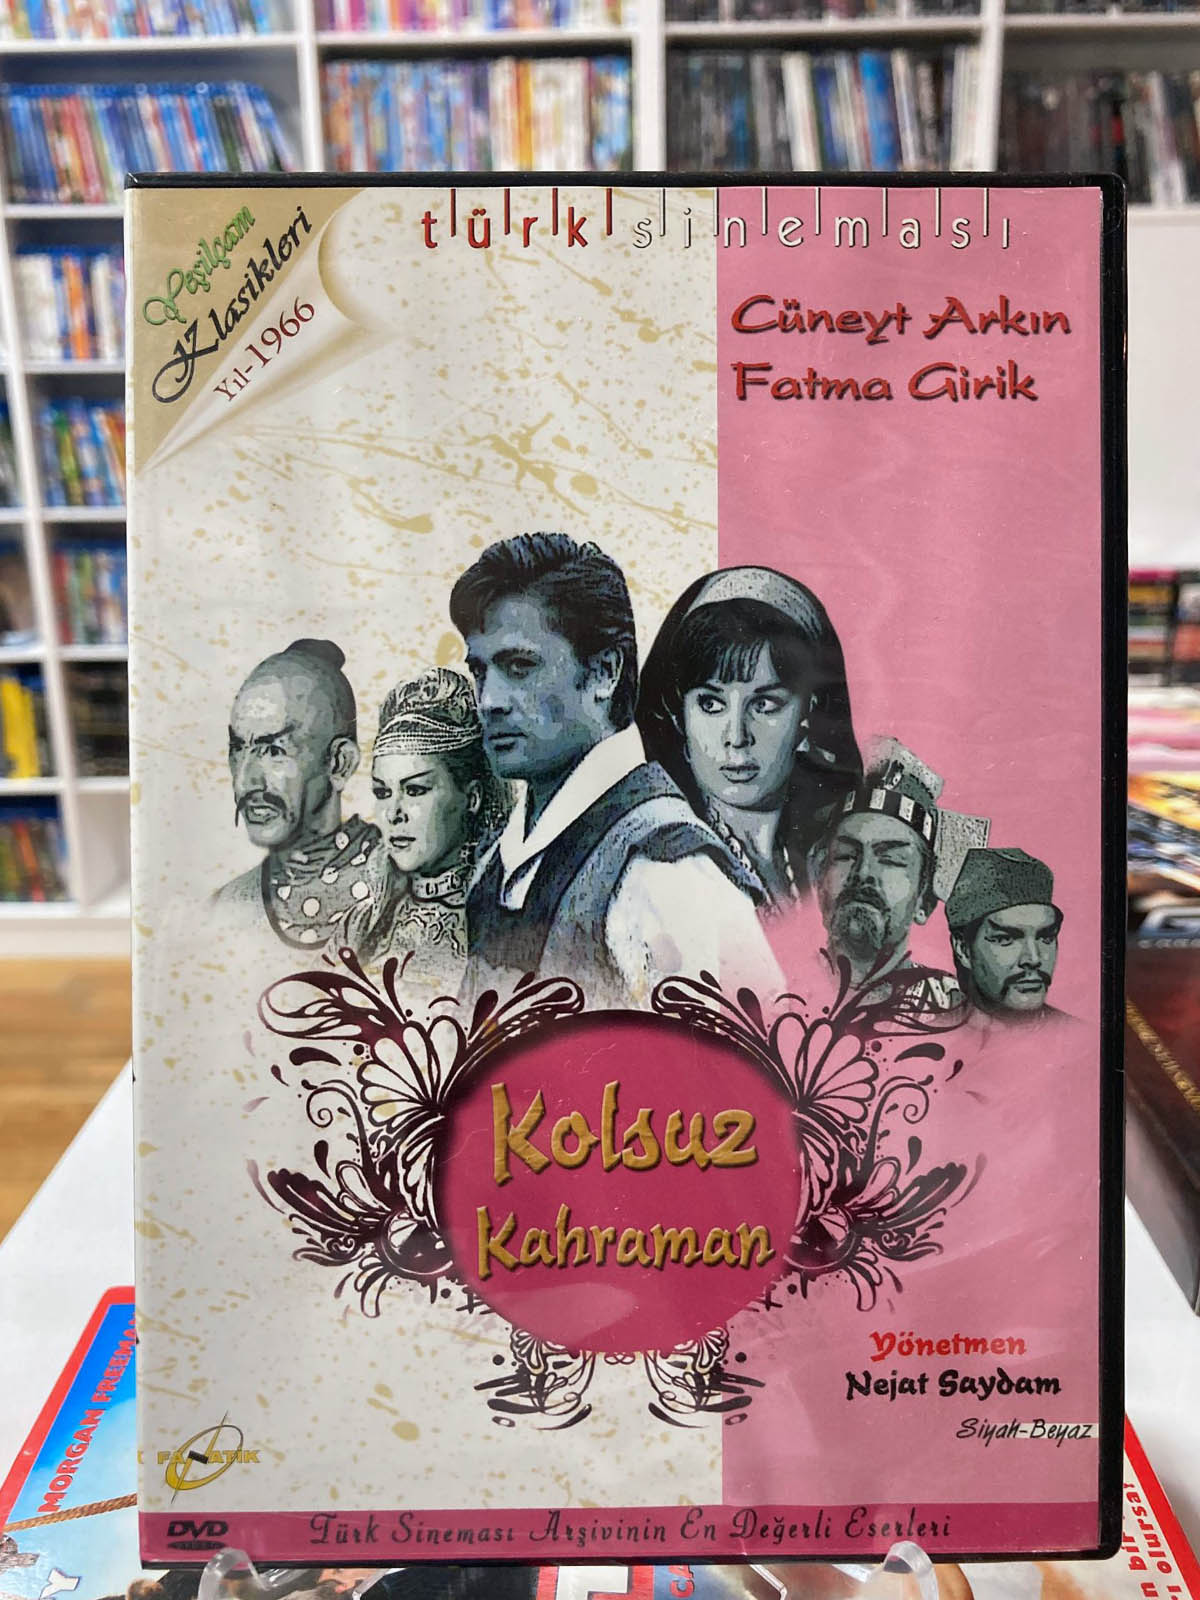 türk sineması
Yeşilçam
Klasikleri
Yıl-1966
Cüneyt Arkın
Fatma Girik
Kolsuz
Kahraman
Yönetmen
Nejat Saydam
Siyah-Beyaz
FANATİK
DVD
VIDEO
Türk Sineması Arşivinin En Değerli Eserleri
MORGAN FREEMAN